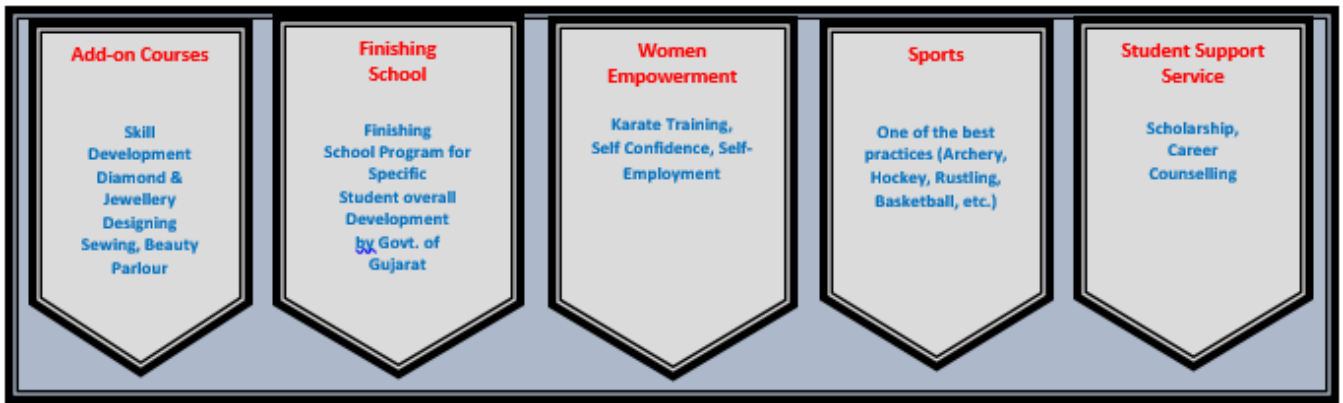 Add-on Courses
Skill
Development
Diamond &
Jewellery
Designing
Sewing, Beauty
Parlour
Finishing
School
Finishing
School Program for
Specific
Student overall
Development
by Govt. of
Gujarat
Women
Empowerment
Karate Training,
Self Confidence, Self-
Employment
Sports
One of the best
practices (Archery,
Hockey, Rustling,
Basketball, etc.)
Student Support
Service
Scholarship,
Career
Counselling